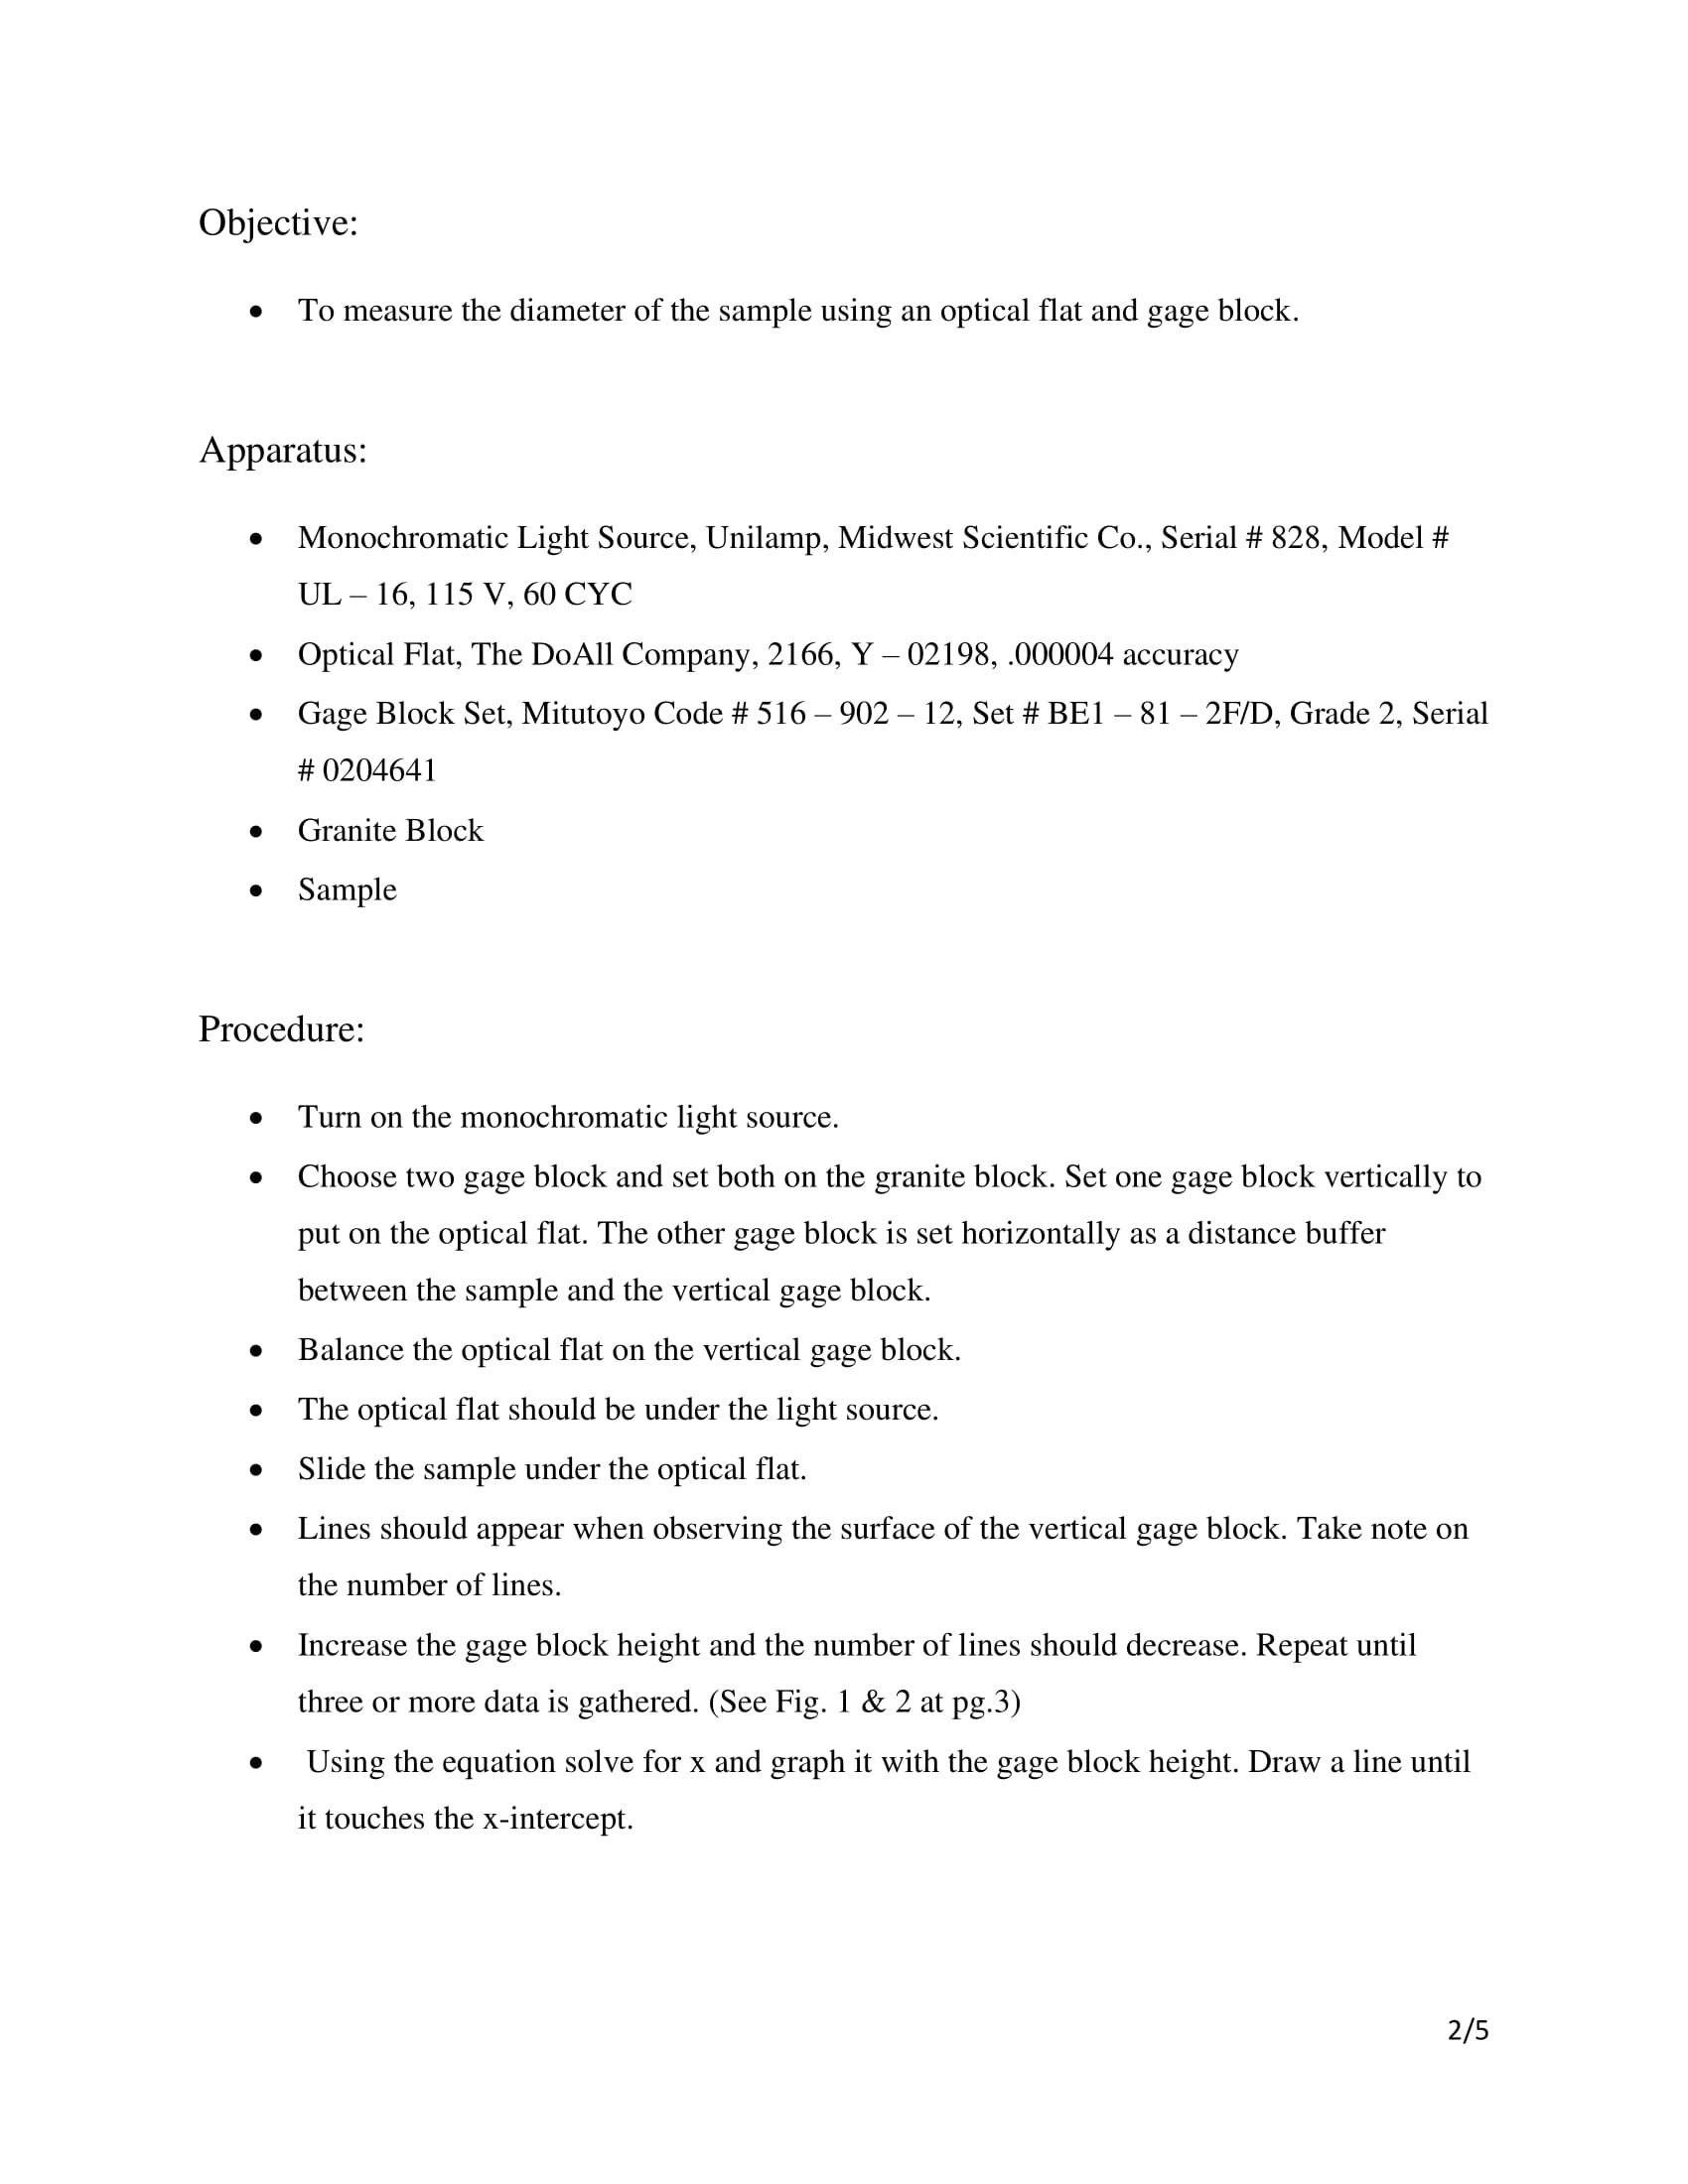 Objective:
• To measure the diameter of the sample using an optical flat and gage block.
Apparatus:
• Monochromatic Light Source, Unilamp, Midwest Scientific Co., Serial # 828, Model #
UL – 16, 115 V, 60 CYC
• Optical Flat, The DoAll Company, 2166, Y – 02198, .000004 accuracy
• Gage Block Set, Mitutoyo Code # 516 – 902 – 12, Set # BE1 – 81 – 2F/D, Grade 2, Serial
# 0204641
• Granite Block
• Sample
Procedure:
• Turn on the monochromatic light source.
• Choose two gage block and set both on the granite block. Set one gage block vertically to
put on the optical flat. The other gage block is set horizontally as a distance buffer
between the sample and the vertical gage block.
• Balance the optical flat on the vertical gage block.
• The optical flat should be under the light source.
• Slide the sample under the optical flat.
• Lines should appear when observing the surface of the vertical gage block. Take note on
the number of lines.
• Increase the gage block height and the number of lines should decrease. Repeat until
three or more data is gathered. (See Fig. 1 & 2 at pg.3)
• Using the equation solve for x and graph it with the gage block height. Draw a line until
it touches the x-intercept.
2/5